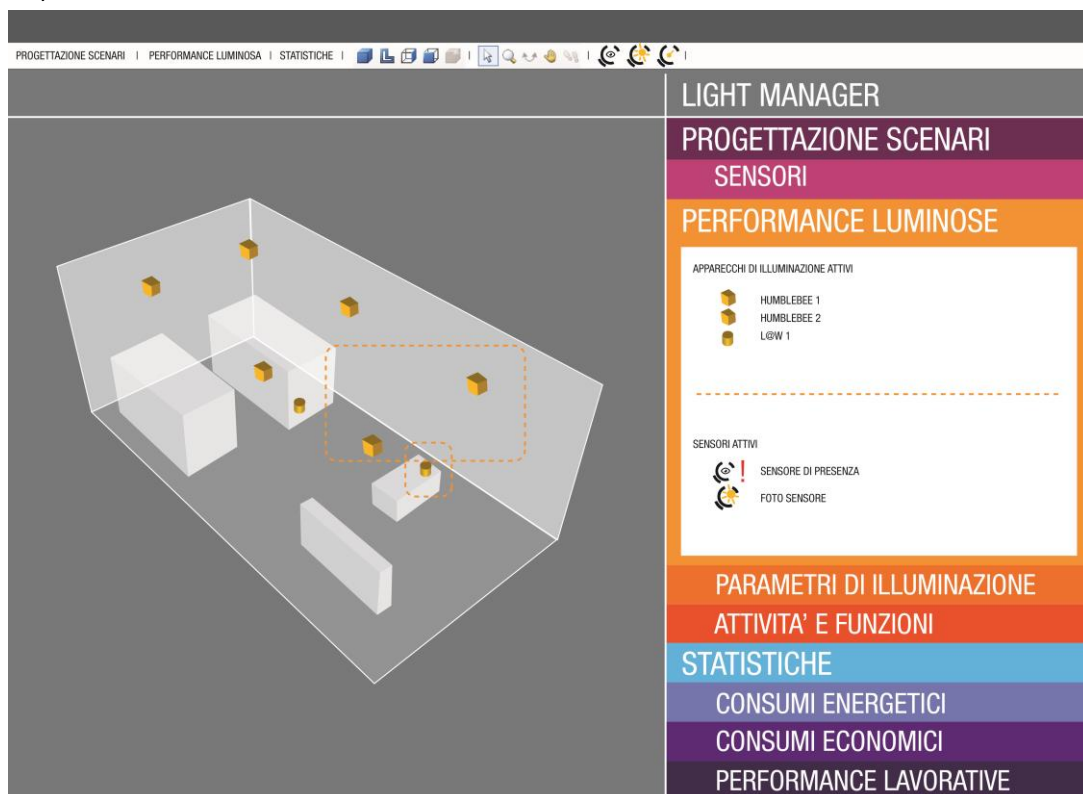 PROGETTAZIONE SCENARI | PERFORMANCE LUMINOSA | STATISTICHE |
LIGHT MANAGER
PROGETTAZIONE SCENARI
SENSORI
PERFORMANCE LUMINOSE
APPARECCHI DI ILLUMINAZIONE ATTIVI
HUMBLEBEE 1
HUMBLEBEE 2
L@W 1
SENSORI ATTIVI
SENSORE DI PRESENZA
FOTO SENSORE
PARAMETRI DI ILLUMINAZIONE
ATTIVITA' E FUNZIONI
STATISTICHE
CONSUMI ENERGETICI
CONSUMI ECONOMICI
PERFORMANCE LAVORATIVE